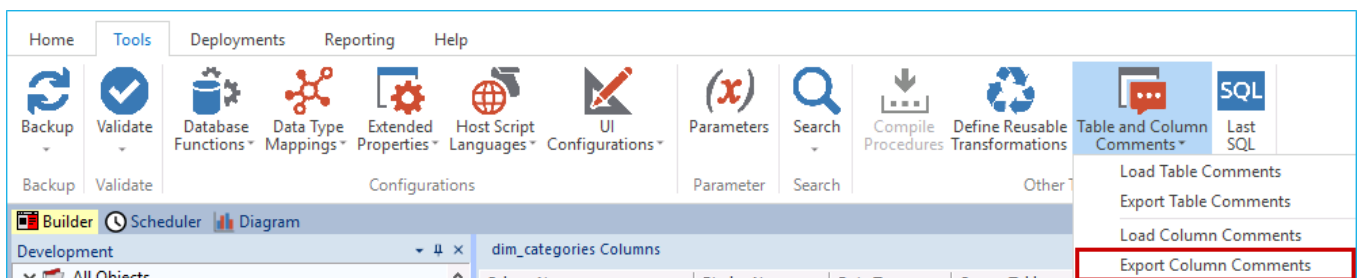 Home Tools Deployments Reporting Help
(x) SQL
Backup Validate Database Functions Data Type Mappings Extended Properties Host Script Languages UI Configurations Parameters Search Compile Procedures Define Reusable Transformations Table and Column Comments Last SQL
Backup Validate Configurations Parameter Search Other
Load Table Comments
Export Table Comments
Load Column Comments
Export Column Comments
Builder Scheduler Diagram
Development dim_categories Columns
All Objects